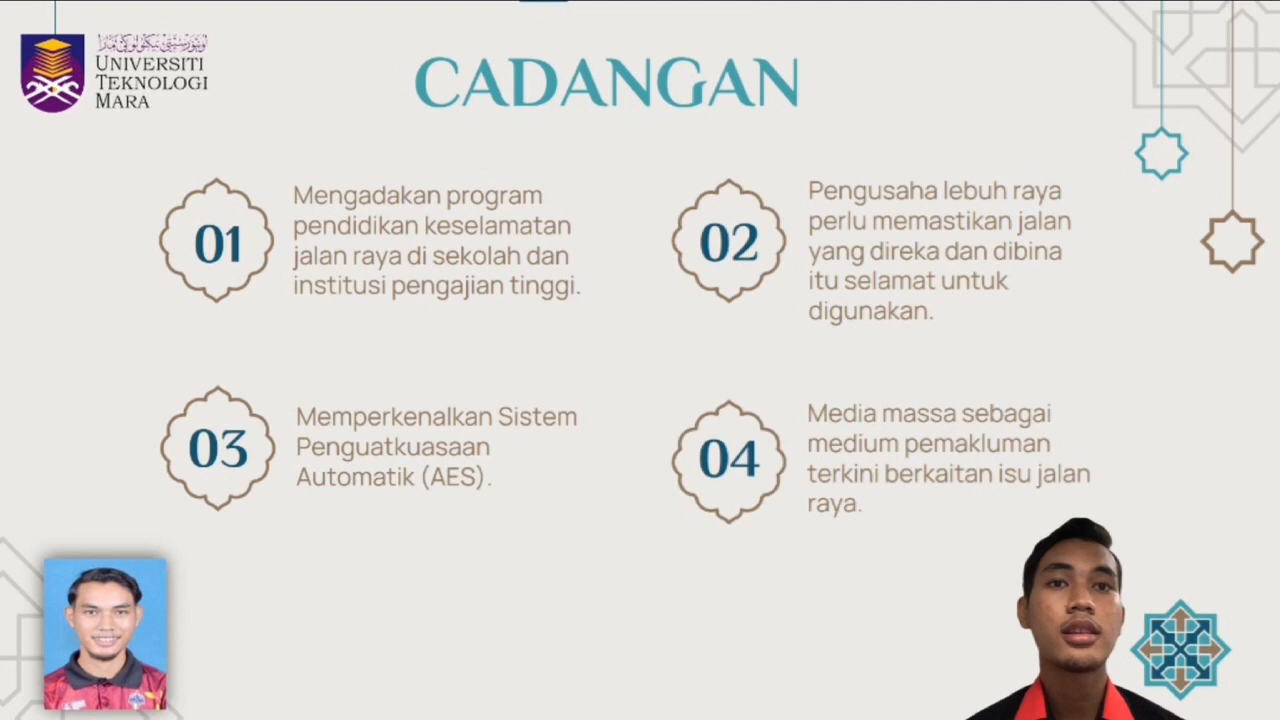 UNIVERSITI
TEKNOLOGI
MARA
CADANGAN
01
Mengadakan program
pendidikan keselamatan
jalan raya di sekolah dan
institusi pengajian tinggi.
02
Pengusaha lebuh raya
perlu memastikan jalan
yang direka dan dibina
itu selamat untuk
digunakan.
03
Memperkenalkan Sistem
Penguatkuasaan
Automatik (AES).
04
Media massa sebagai
medium pemakluman
terkini berkaitan isu jalan
raya.